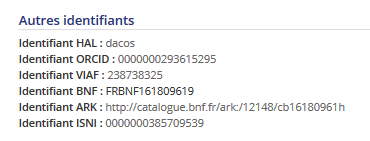 Autres identifiants
Identifiant HAL : dacos
Identifiant ORCID : 0000000293615295
Identifiant VIAF : 238738325
Identifiant BNF : FRBNF161809619
Identifiant ARK : http://catalogue.bnf.fr/ark:/12148/cb16180961h
Identifiant ISNI : 0000000385709539